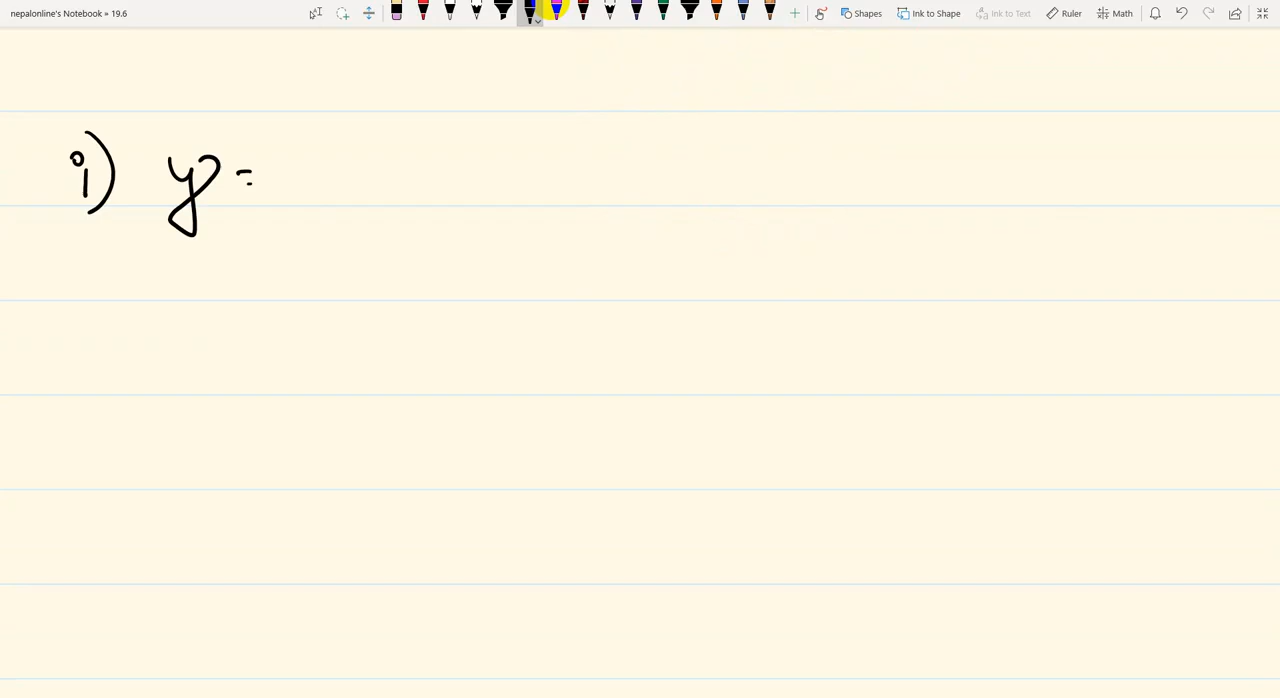 nepalonline's Notebook » 19.6
Shapes Ink to Shape Ink to Text Ruler Math
i) y =